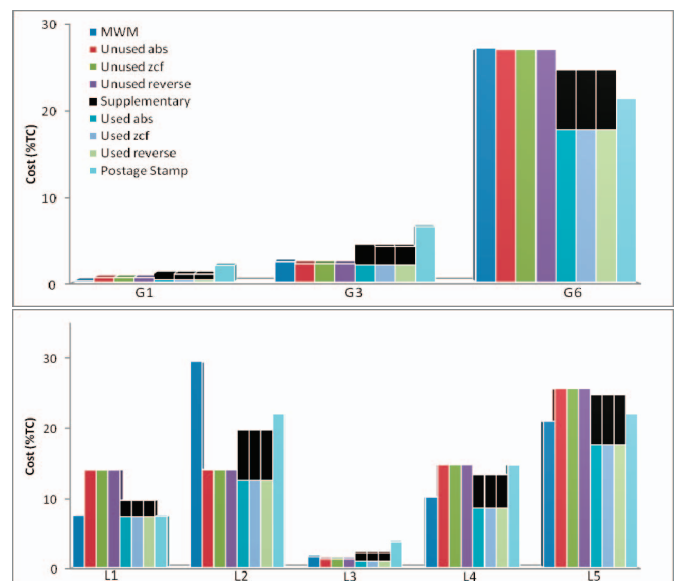 30
20
10
0
Cost (%TC)
MWM
Unused abs
Unused zcf
Unused reverse
Supplementary
Used abs
Used zcf
Used reverse
Postage Stamp
G1 G3 G6
30
20
10
0
Cost (%TC)
L1 L2 L3 L4 L5